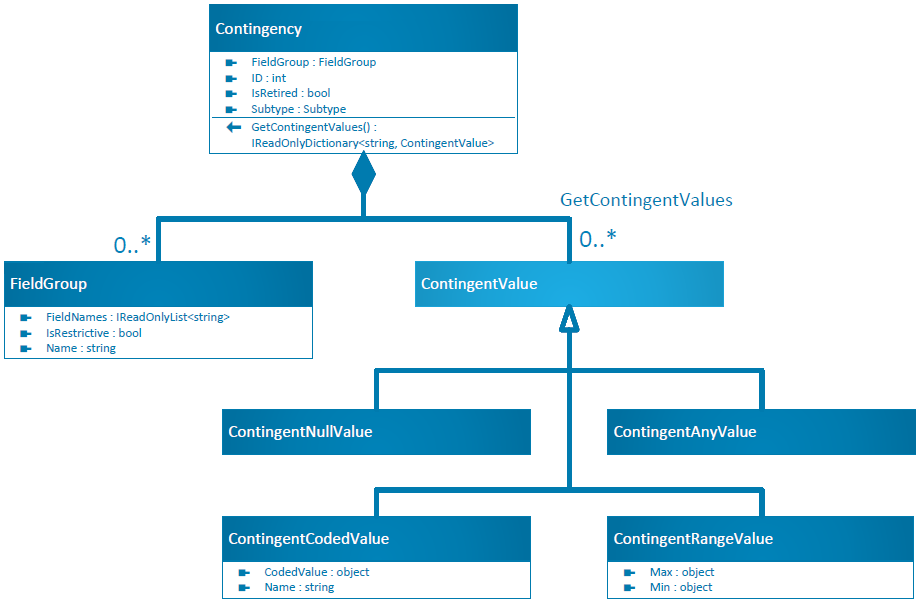 Contingency
FieldGroup : FieldGroup
ID : int
IsRetired : bool
Subtype : Subtype
GetContingentValues() :
IReadOnlyDictionary<string, ContingentValue>
GetContingentValues
0..*
0..*
FieldGroup
FieldNames : IReadOnlyList<string>
IsRestrictive : bool
Name : string
ContingentValue
ContingentNullValue
ContingentAnyValue
ContingentCodedValue
CodedValue : object
Name : string
ContingentRangeValue
Max : object
Min : object